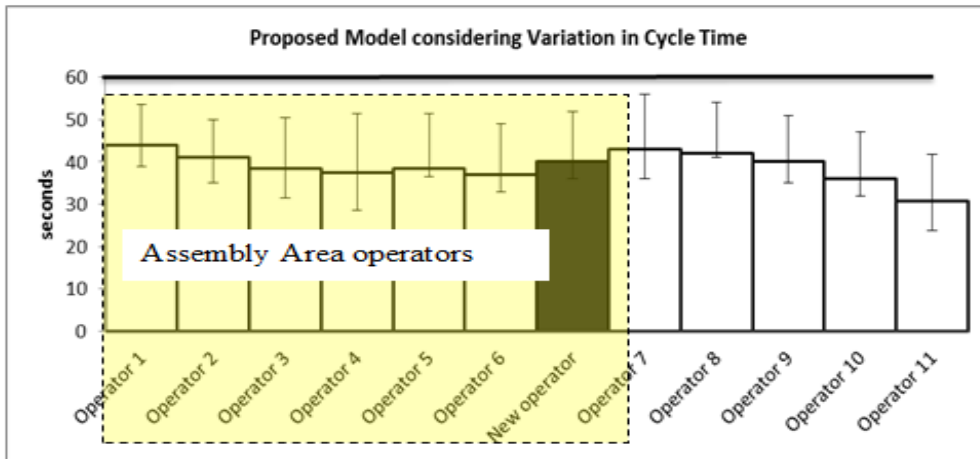 Proposed Model considering Variation in Cycle Time
60
50
40
30
20
10
0
seconds
Assembly Area operators
Operator 1
Operator 2
Operator 3
Operator 4
Operator 5
Operator 6
New operator
Operator 7
Operator 8
Operator 9
Operator 10
Operator 11